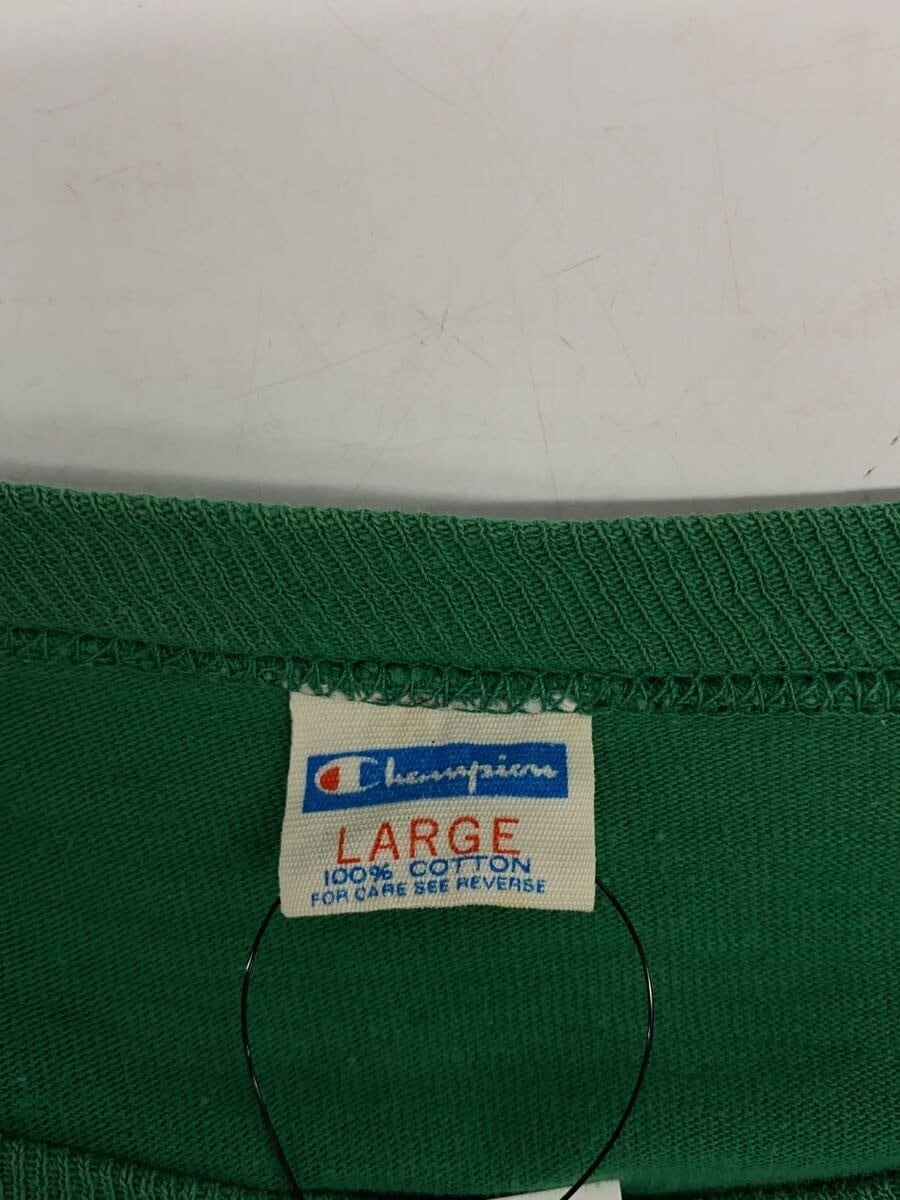 Champion
LARGE
100% COTTON
FOR CARE SEE REVERSE